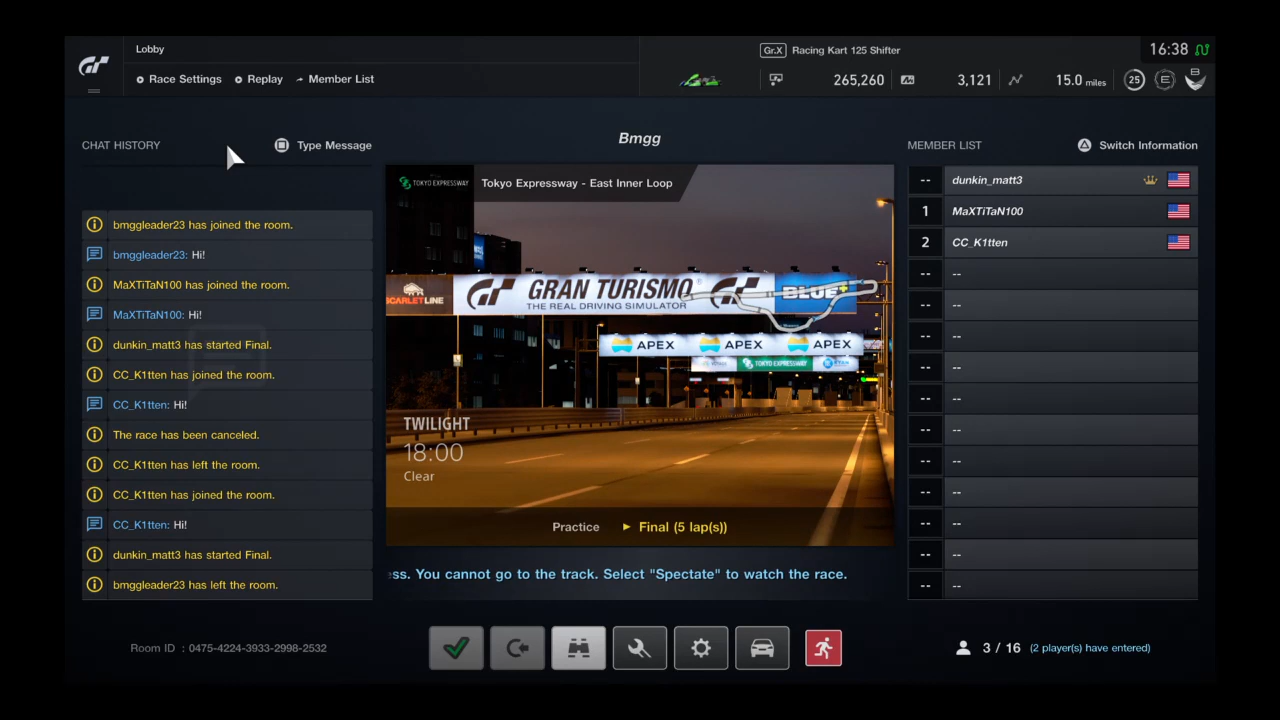 Lobby
Race Settings Replay Member List
Gr.X Racing Kart 125 Shifter
16:38
265,260 3,121 15.0 miles 25 E B
CHAT HISTORY Type Message
bmggleader23 has joined the room.
bmggleader23: Hi!
MaXTiTaN100 has joined the room.
MaXTiTaN100: Hi!
dunkin_matt3 has started Final.
CC_K1tten has joined the room.
CC_K1tten: Hi!
The race has been canceled.
CC_K1tten has left the room.
CC_K1tten has joined the room.
CC_K1tten: Hi!
dunkin_matt3 has started Final.
bmggleader23 has left the room.
Room ID : 0475-4224-3933-2998-2532
Bmgg
TOKYO EXPRESSWAY Tokyo Expressway - East Inner Loop
SCARLETLINE GRAN TURISMO BLUE+
THE REAL DRIVING SIMULATOR
APEX APEX APEX
TOKYO EXPRESSWAY
TWILIGHT
18:00
Clear
Practice Final (5 lap(s))
ess. You cannot go to the track. Select "Spectate" to watch the race.
MEMBER LIST Switch Information
-- dunkin_matt3
1 MaXTiTaN100
2 CC_K1tten
-- --
-- --
-- --
-- --
-- --
-- --
-- --
-- --
-- --
-- --
-- --
3 / 16 (2 player(s) have entered)